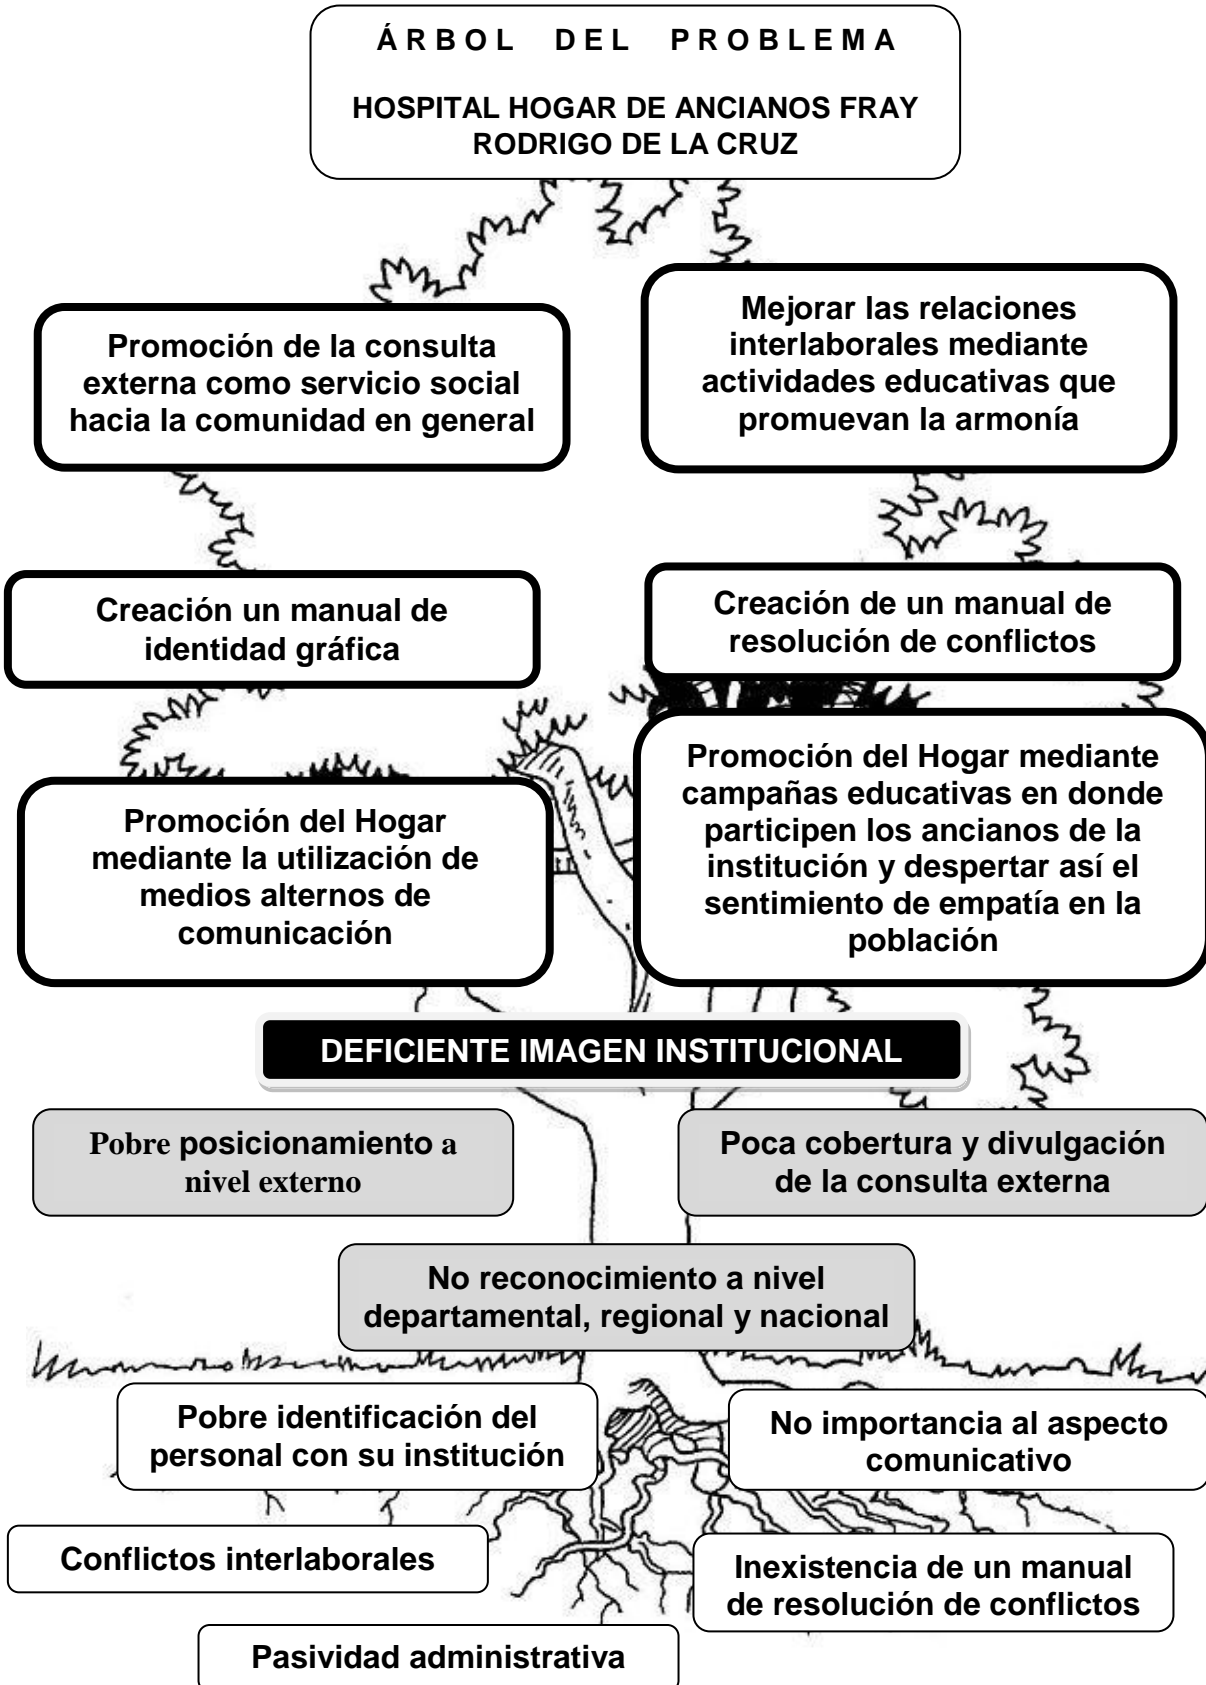 ÁRBOL DEL PROBLEMA
HOSPITAL HOGAR DE ANCIANOS FRAY
RODRIGO DE LA CRUZ
Promoción de la consulta
externa como servicio social
hacia la comunidad en general
Mejorar las relaciones
interlaborales mediante
actividades educativas que
promuevan la armonía
Creación un manual de
identidad gráfica
Creación de un manual de
resolución de conflictos
Promoción del Hogar
mediante la utilización de
medios alternos de
comunicación
Promoción del Hogar mediante
campañas educativas en donde
participen los ancianos de la
institución y despertar así el
sentimiento de empatía en la
población
DEFICIENTE IMAGEN INSTITUCIONAL
Pobre posicionamiento a
nivel externo
Poca cobertura y divulgación
de la consulta externa
No reconocimiento a nivel
departamental, regional y nacional
Pobre identificación del
personal con su institución
No importancia al aspecto
comunicativo
Conflictos interlaborales
Inexistencia de un manual
de resolución de conflictos
Pasividad administrativa